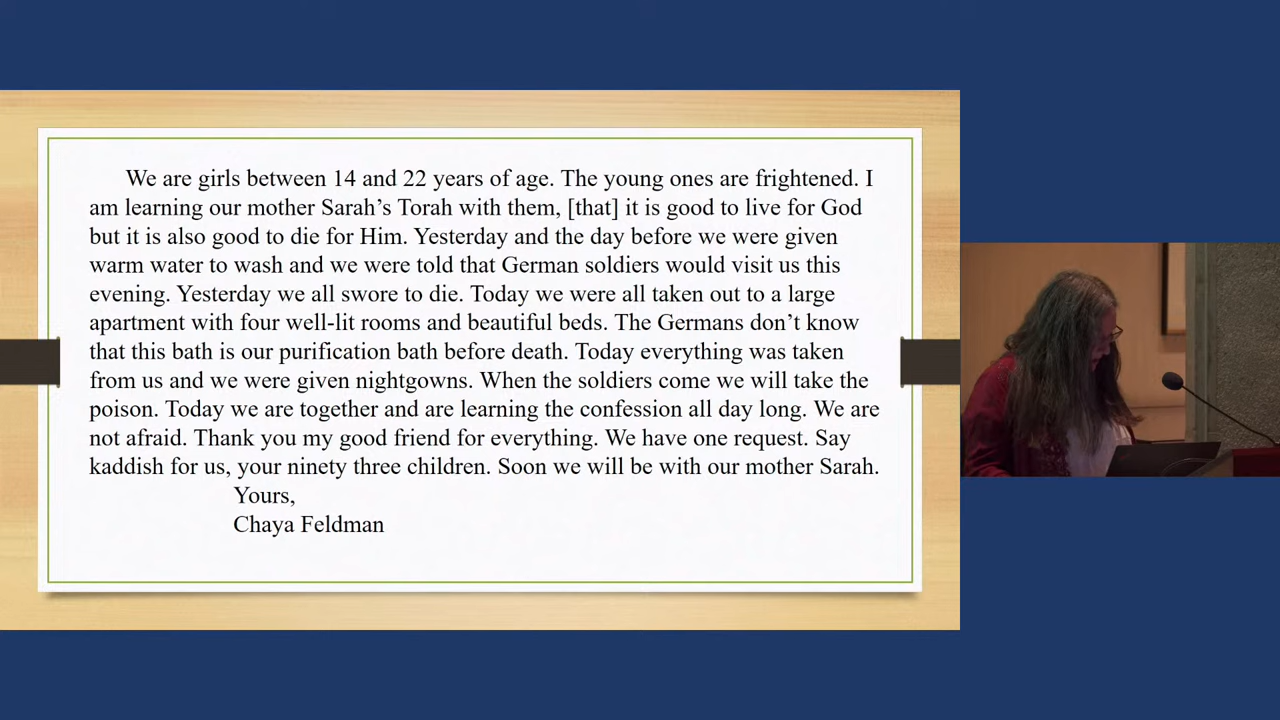 We are girls between 14 and 22 years of age. The young ones are frightened. I
am learning our mother Sarah’s Torah with them, [that] it is good to live for God
but it is also good to die for Him. Yesterday and the day before we were given
warm water to wash and we were told that German soldiers would visit us this
evening. Yesterday we all swore to die. Today we were all taken out to a large
apartment with four well-lit rooms and beautiful beds. The Germans don’t know
that this bath is our purification bath before death. Today everything was taken
from us and we were given nightgowns. When the soldiers come we will take the
poison. Today we are together and are learning the confession all day long. We are
not afraid. Thank you my good friend for everything. We have one request. Say
kaddish for us, your ninety three children. Soon we will be with our mother Sarah.
Yours,
Chaya Feldman